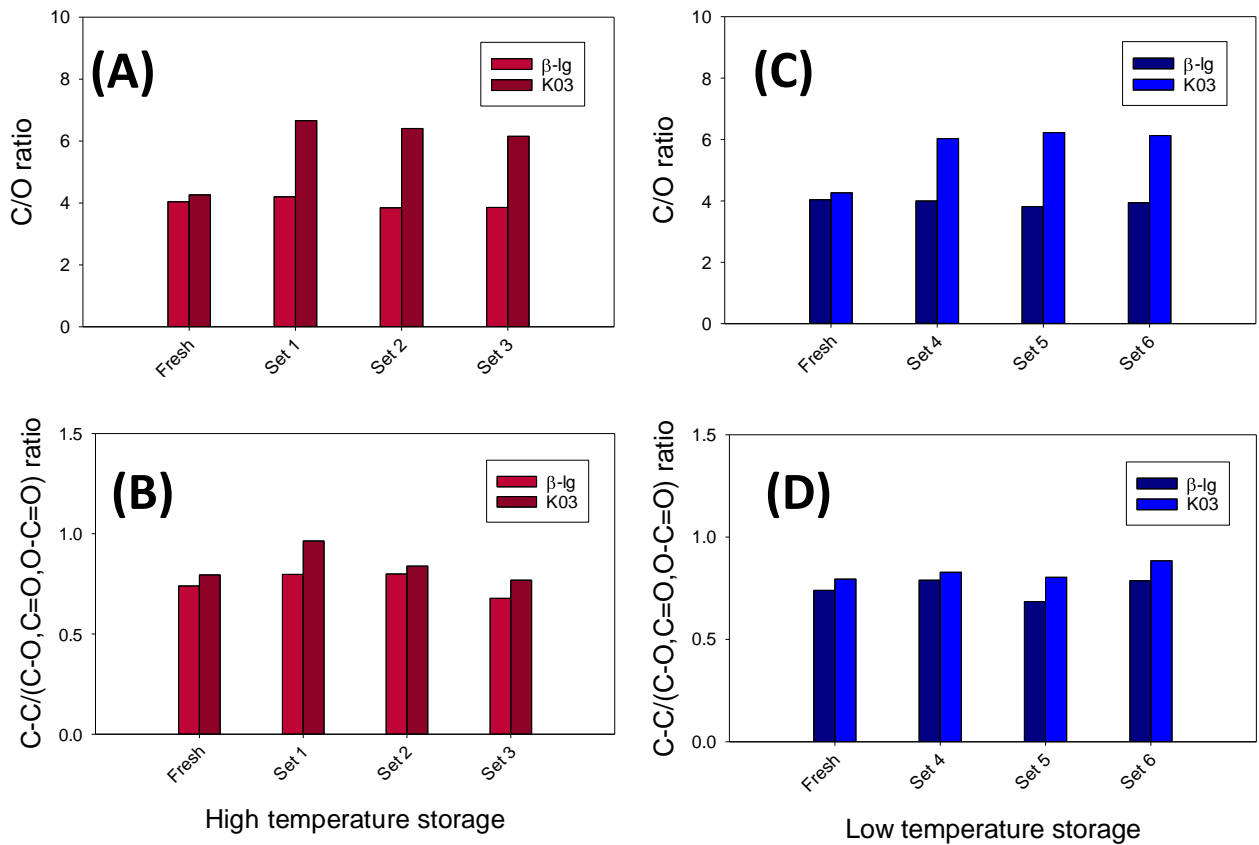 (A)
C/O ratio
10
8
6
4
2
0
β-lg
K03
Fresh
Set 1
Set 2
Set 3
(C)
C/O ratio
10
8
6
4
2
0
β-lg
K03
Fresh
Set 4
Set 5
Set 6
(B)
C-C/(C-O,C=O,O-C=O) ratio
1.5
1.0
0.5
0.0
β-lg
K03
Fresh
Set 1
Set 2
Set 3
High temperature storage
(D)
C-C/(C-O,C=O,O-C=O) ratio
1.5
1.0
0.5
0.0
β-lg
K03
Fresh
Set 4
Set 5
Set 6
Low temperature storage